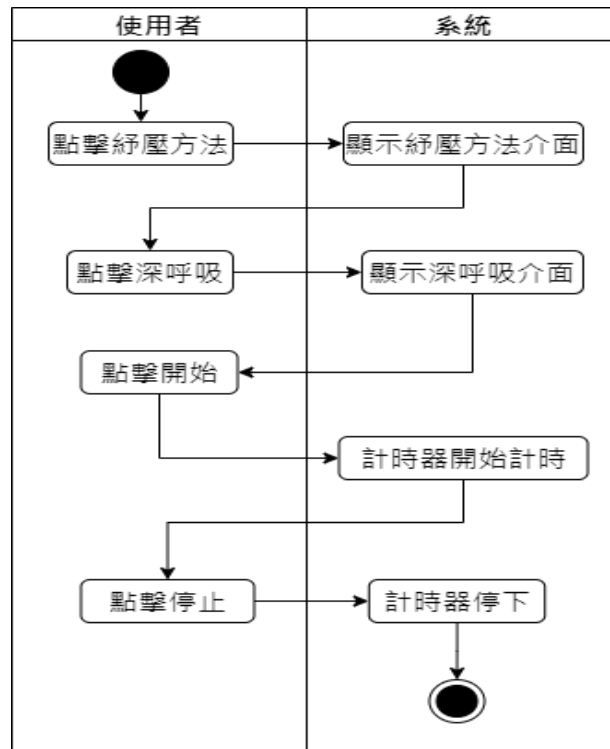 使用者
系統
點擊紓壓方法
顯示紓壓方法介面
點擊深呼吸
顯示深呼吸介面
點擊開始
計時器開始計時
點擊停止
計時器停下